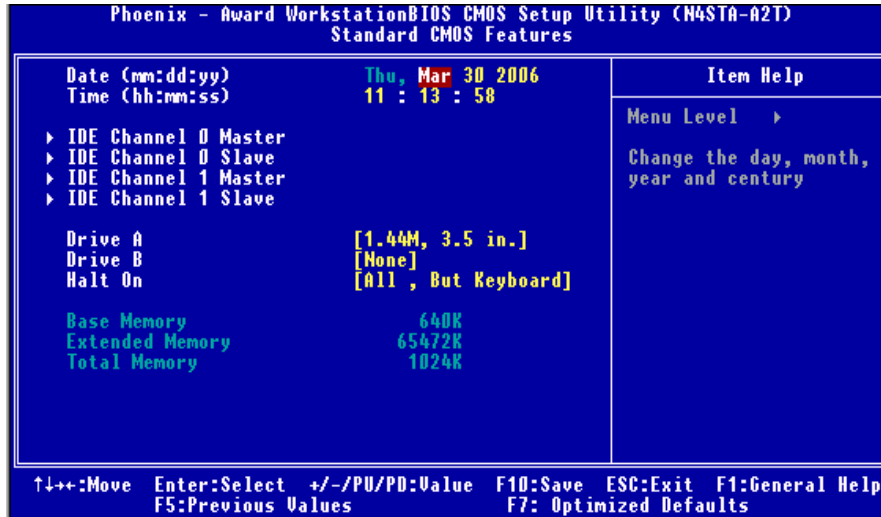 Phoenix - Award WorkstationBIOS CMOS Setup Utility (N4STA-A2T)
Standard CMOS Features
Date (mm:dd:yy) Thu, Mar 30 2006
Time (hh:mm:ss) 11 : 13 : 58
IDE Channel 0 Master
IDE Channel 0 Slave
IDE Channel 1 Master
IDE Channel 1 Slave
Drive A [1.44M, 3.5 in.]
Drive B [None]
Halt On [All , But Keyboard]
Base Memory 640K
Extended Memory 65472K
Total Memory 1024K
Item Help
Menu Level
Change the day, month,
year and century
↑↓→←:Move Enter:Select +/-/PU/PD:Value F10:Save ESC:Exit F1:General Help
F5:Previous Values F7: Optimized Defaults